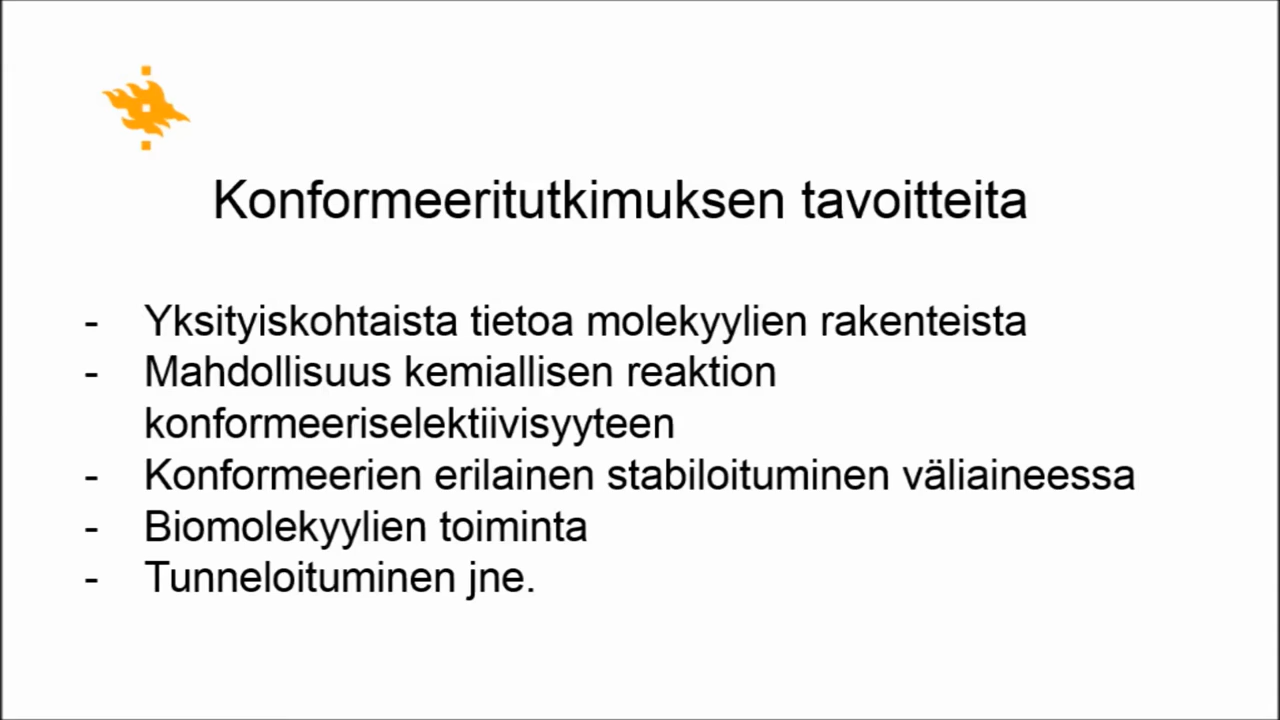 Konformeeritutkimuksen tavoitteita
- Yksityiskohtaista tietoa molekyylien rakenteista
- Mahdollisuus kemiallisen reaktion
konformeeriselektiivisyyteen
- Konformeerien erilainen stabiloituminen väliaineessa
- Biomolekyylien toiminta
- Tunneloituminen jne.